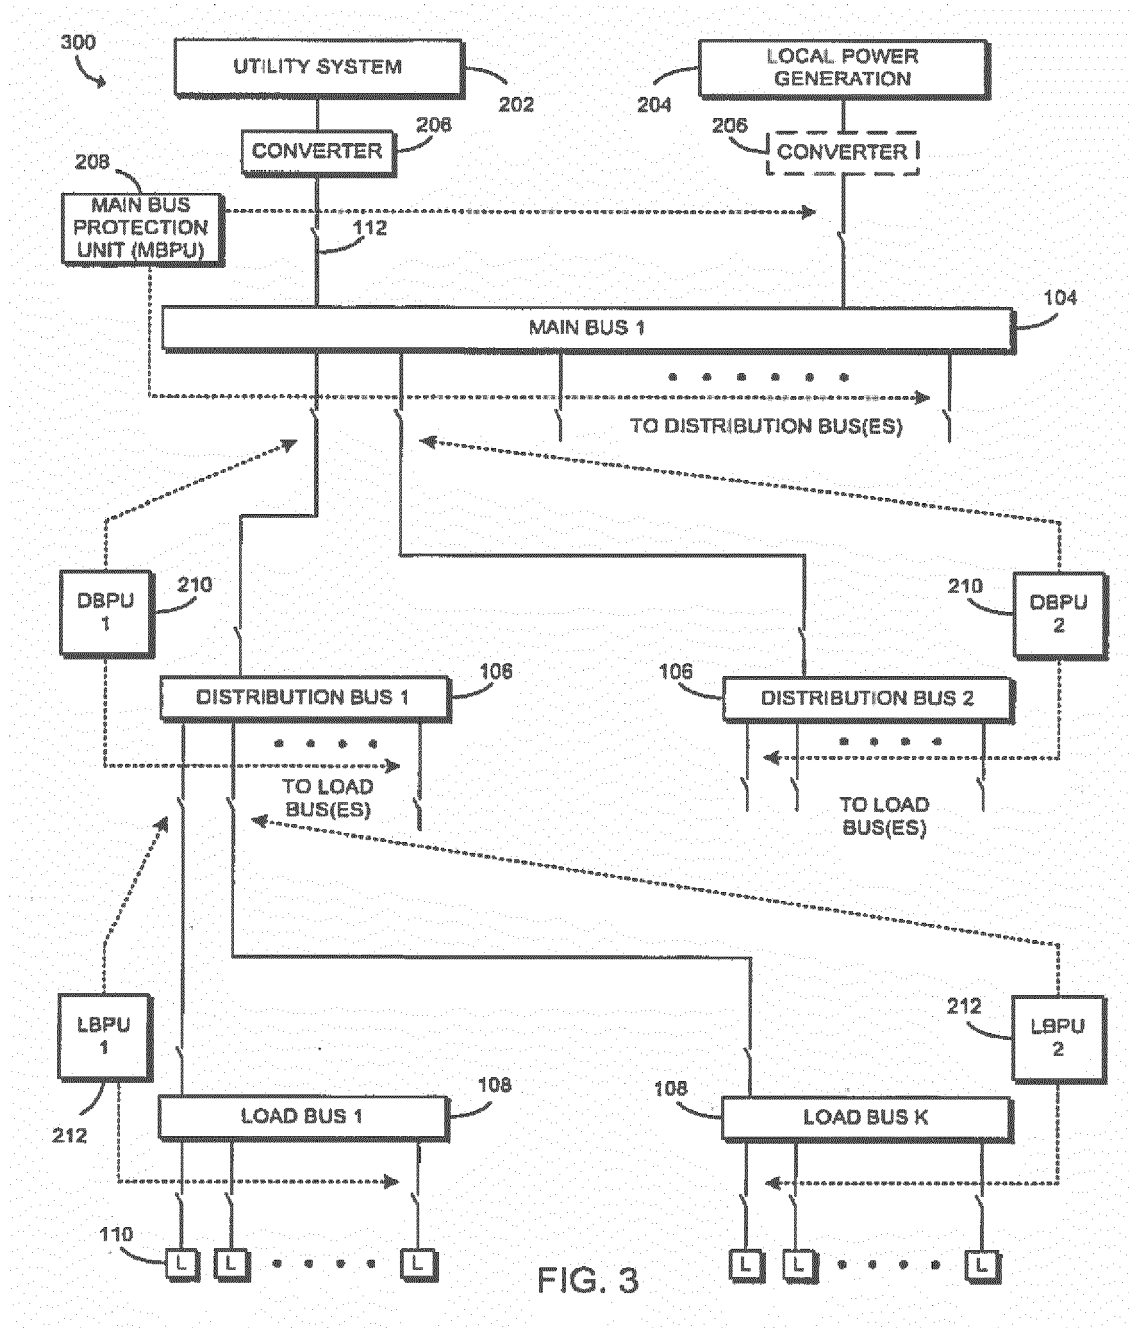 300
UTILITY SYSTEM
202
LOCAL POWER
GENERATION
204
206
CONVERTER
206
CONVERTER
208
MAIN BUS
PROTECTION
UNIT (MBPU)
112
104
MAIN BUS 1
TO DISTRIBUTION BUS(ES)
DBPU
1
210
210
DBPU
2
106
DISTRIBUTION BUS 1
106
DISTRIBUTION BUS 2
TO LOAD
BUS(ES)
TO LOAD
BUS(ES)
LBPU
1
212
212
LBPU
2
108
LOAD BUS 1
108
LOAD BUS K
110
L
L
L
L
L
L
FIG. 3